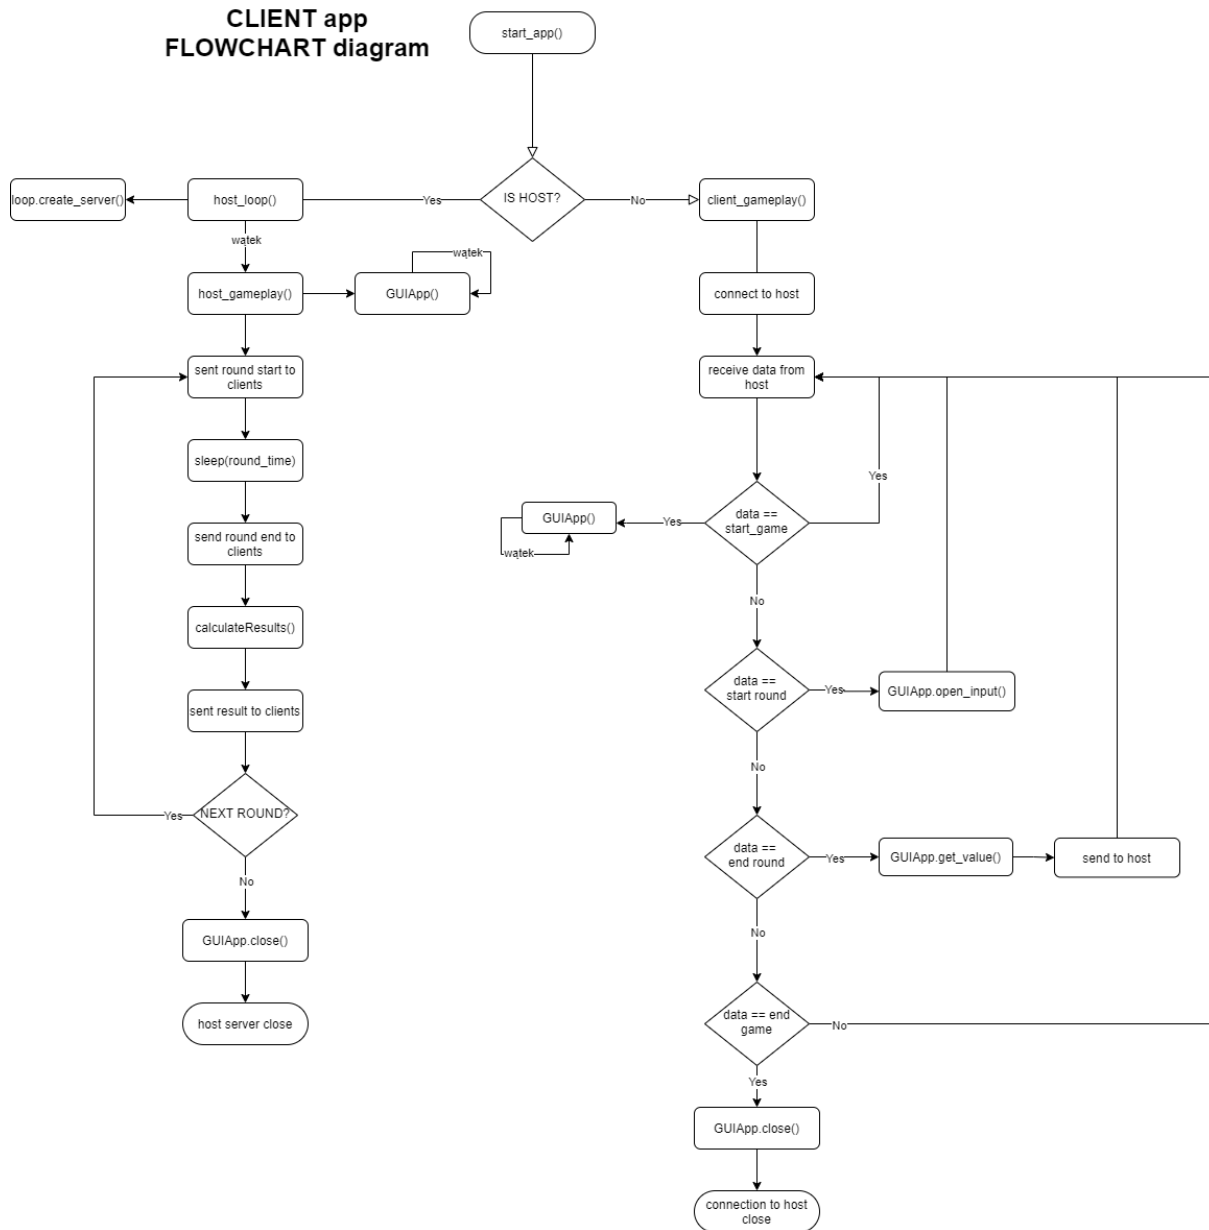 CLIENT app
FLOWCHART diagram
start_app()
IS HOST?
Yes
No
host_loop()
loop.create_server()
client_gameplay()
wątek
host_gameplay()
GUIApp()
wątek
connect to host
sent round start to
clients
receive data from
host
sleep(round_time)
Yes
data ==
start_game
Yes
GUIApp()
wątek
send round end to
clients
No
calculateResults()
data ==
start round
Yes
GUIApp.open_input()
sent result to clients
No
NEXT ROUND?
Yes
data ==
end round
Yes
GUIApp.get_value()
send to host
No
No
GUIApp.close()
host server close
data == end
game
No
Yes
GUIApp.close()
connection to host
close